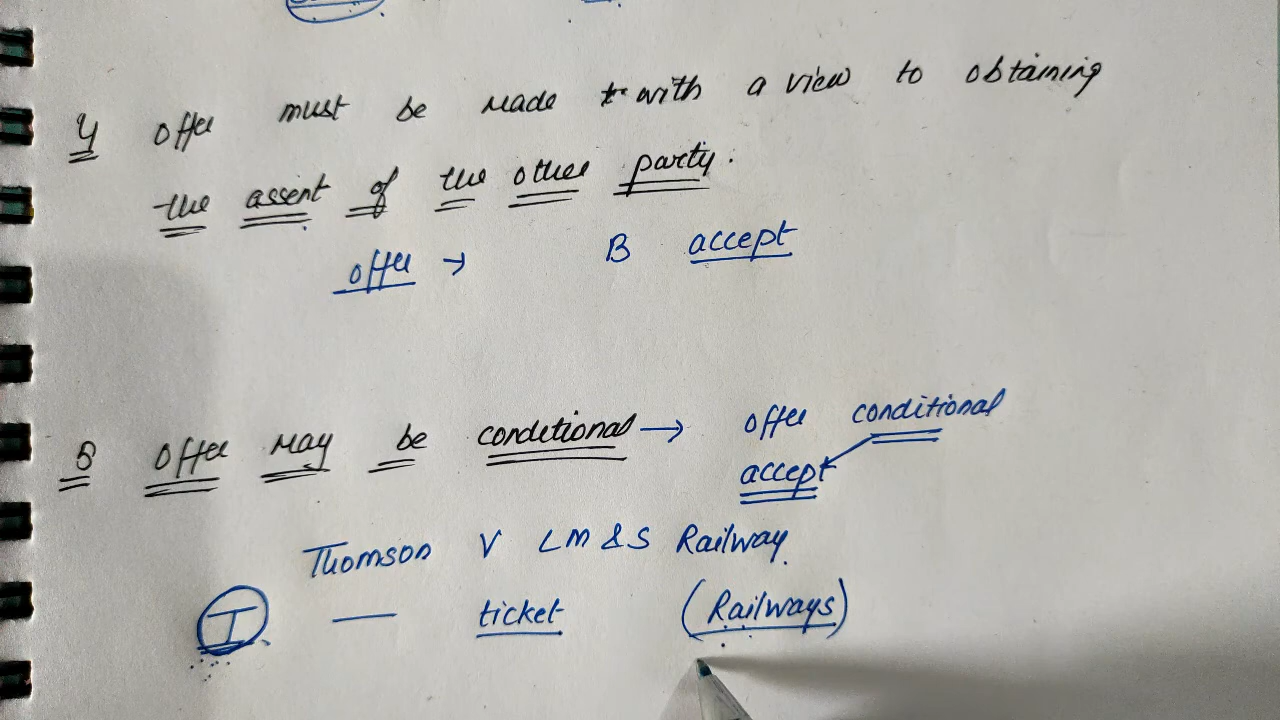 4 offer must be made with a view to obtaining
the assent of the other party.
offer → B accept
5 offer may be conditional → offer conditional
accept
Thomson V LM & S Railway.
I — ticket (Railways)